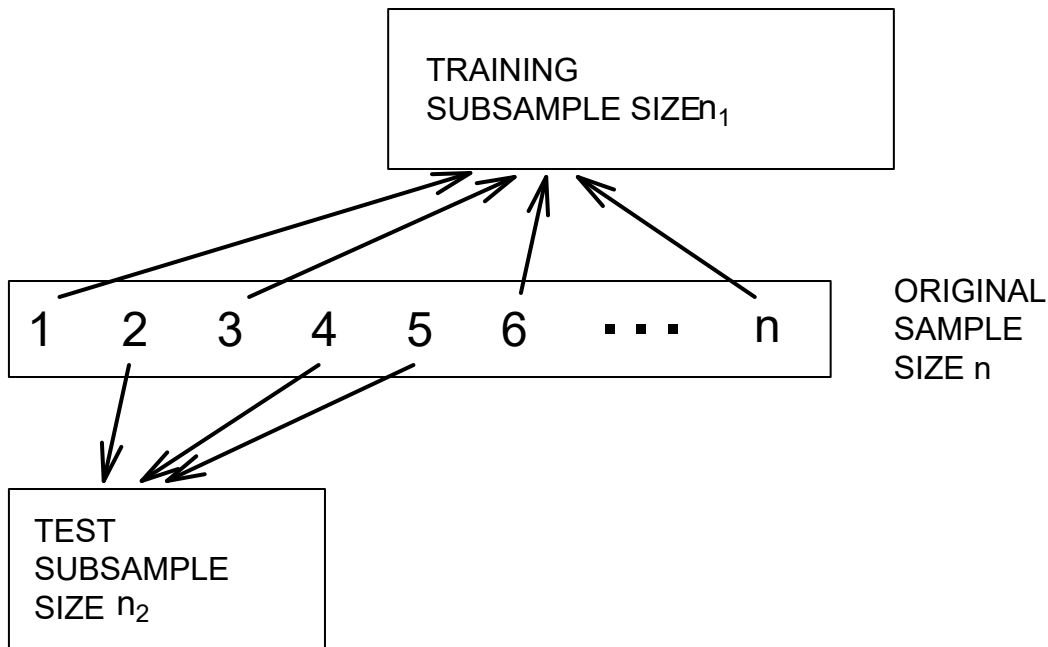 TRAINING
SUBSAMPLE SIZEn₁
1 2 3 4 5 6 ▪ ▪ ▪ n
ORIGINAL
SAMPLE
SIZE n
TEST
SUBSAMPLE
SIZE n₂